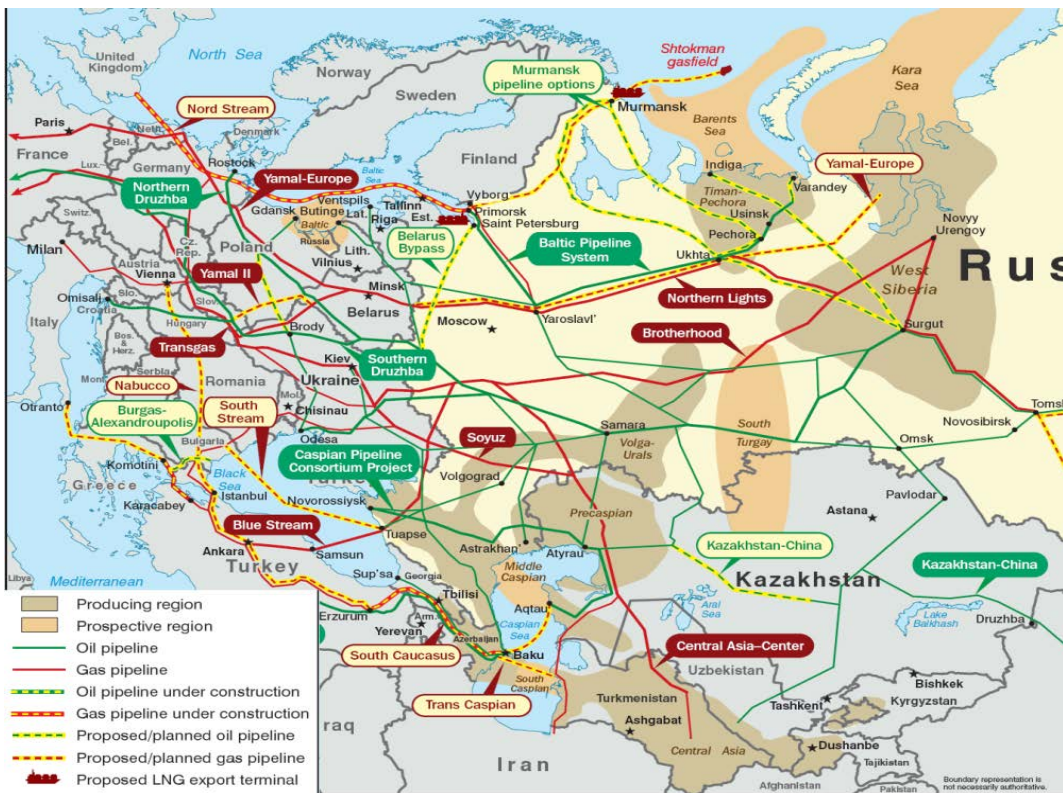 North Sea
United
Kingdom
Norway
Sweden
Finland
Shtokman
gasfield
Kara
Sea
Murmansk
pipeline options
Murmansk
Barents
Sea
Nord Stream
Paris
France
Neth.
Bel.
Lux.
Germany
Denmark
Rostock
Yamal-Europe
Northern
Druzhba
Baltic
Sea
Ventspils
Tallinn
Est.
Vyborg
Primorsk
Saint Petersburg
Gdansk
Butinge
Lat.
Riga
Baltic
Russia
Lith.
Vilnius
Belarus
Bypass
Baltic Pipeline
System
Indiga
Varandey
Timan-
Pechora
Usinsk
Pechora
Ukhta
Yamal-Europe
Novyy
Urengoy
West
Siberia
Rus
Switz.
Milan
Cz.
Rep.
Poland
Austria
Vienna
Yamal II
Minsk
Belarus
Moscow
Yaroslavl'
Northern Lights
Brotherhood
Surgut
Omisalj
Croatia
Slo.
Slov.
Hungary
Italy
Bos.
& Herz.
Transgas
Brody
Kiev
Ukraine
Southern
Druzhba
Mont
Serbia
Nabucco
Romania
Mol.
Chisinau
Otranto
Burgas-
Alexandroupolis
South
Stream
Odesa
Bulgaria
Caspian Pipeline
Consortium Project
Soyuz
Samara
Volga-
Urals
South
Turgay
Tomsk
Novosibirsk
Omsk
Volgograd
Komotini
Greece
Black
Sea
Istanbul
Novorossiysk
Karacabey
Blue Stream
Tuapse
Precaspian
Pavlodar
Astana
Ankara
Turkey
Samsun
Astrakhan'
Atyrau
Kazakhstan-China
Kazakhstan
Kazakhstan-China
Mediterranean
Libya
Sup'sa
Georgia
Middle
Caspian
Aqtau
Aral
Sea
Lake
Balkhash
Druzhba
Tbilisi
Erzurum
Arm.
Yerevan
Azerbaijan
Caspian
Sea
Baku
South Caucasus
Central Asia–Center
Uzbekistan
South
Caspian
Trans Caspian
Turkmenistan
Ashgabat
Tashkent
Bishkek
Kyrgyzstan
Central Asia
Dushanbe
Tajikistan
Afghanistan
Pakistan
raq
Iran
Boundary representation is
not necessarily authoritative.
Producing region
Prospective region
Oil pipeline
Gas pipeline
Oil pipeline under construction
Gas pipeline under construction
Proposed/planned oil pipeline
Proposed/planned gas pipeline
Proposed LNG export terminal